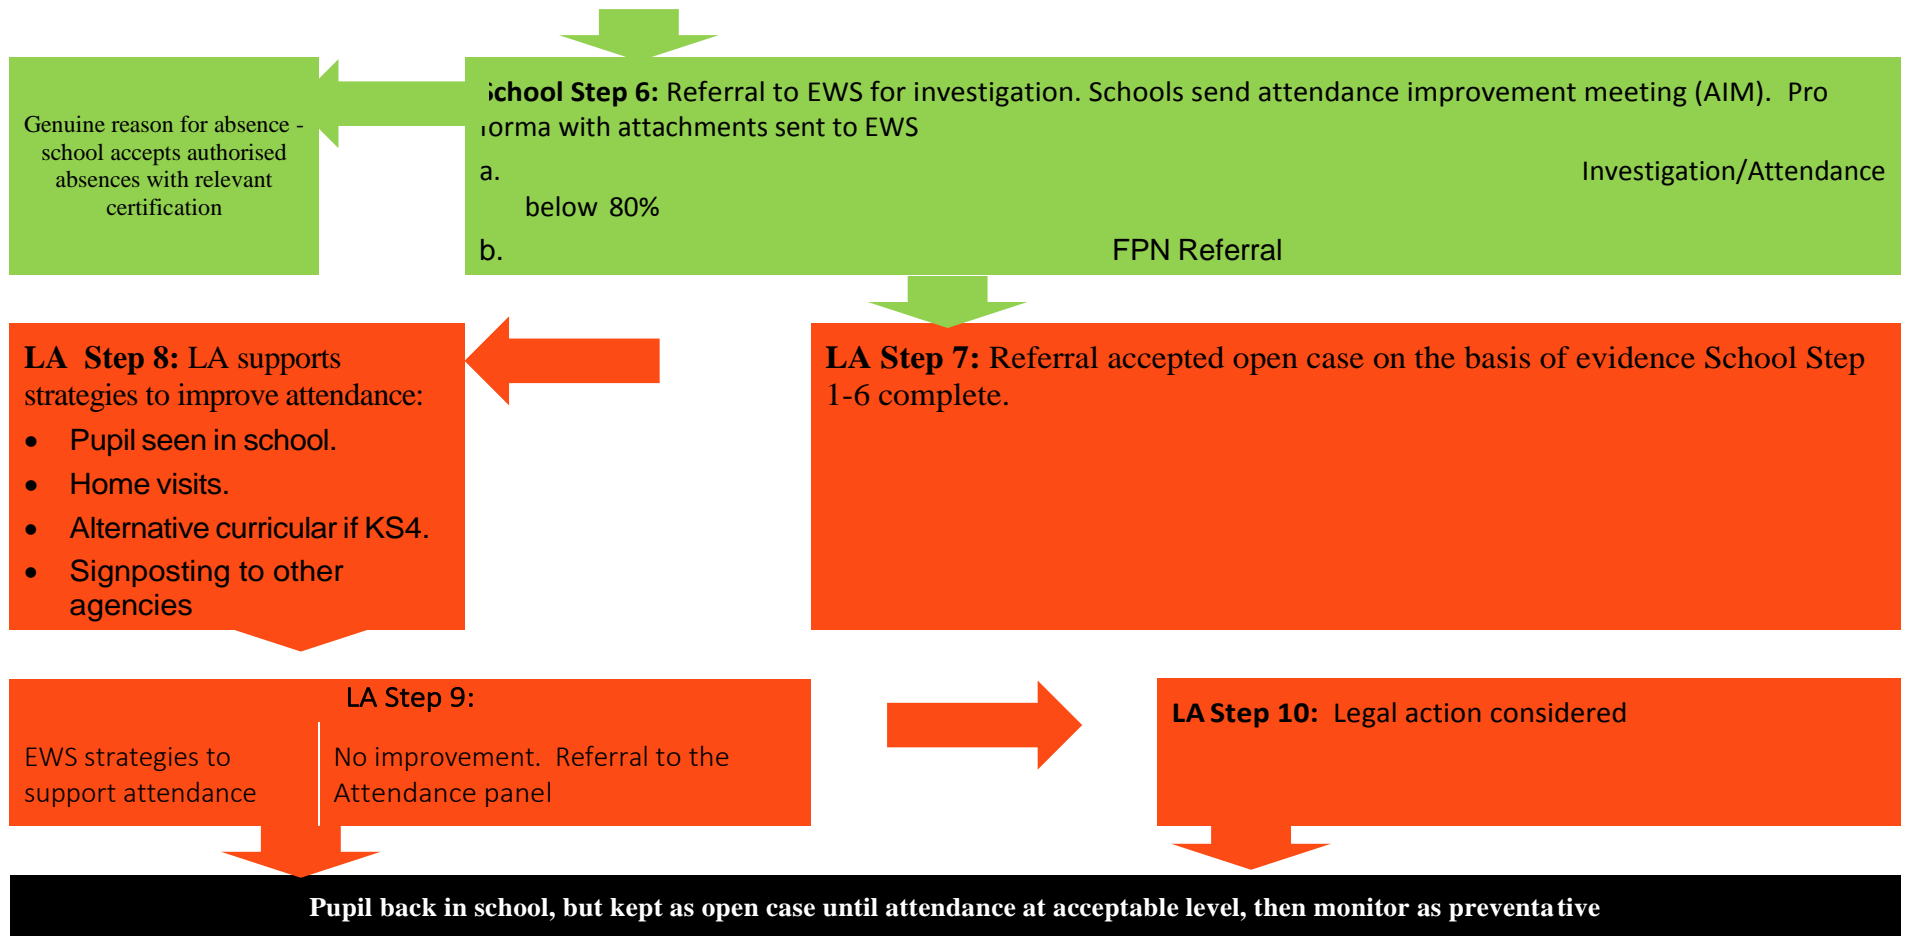 Genuine reason for absence -
school accepts authorised
absences with relevant
certification
School Step 6: Referral to EWS for investigation. Schools send attendance improvement meeting (AIM). Pro
forma with attachments sent to EWS
a. Investigation/Attendance
below 80%
b. FPN Referral
LA Step 8: LA supports
strategies to improve attendance:
• Pupil seen in school.
• Home visits.
• Alternative curricular if KS4.
• Signposting to other
agencies
LA Step 7: Referral accepted open case on the basis of evidence School Step
1-6 complete.
LA Step 9:
EWS strategies to
support attendance
No improvement. Referral to the
Attendance panel
LA Step 10: Legal action considered
Pupil back in school, but kept as open case until attendance at acceptable level, then monitor as preventative